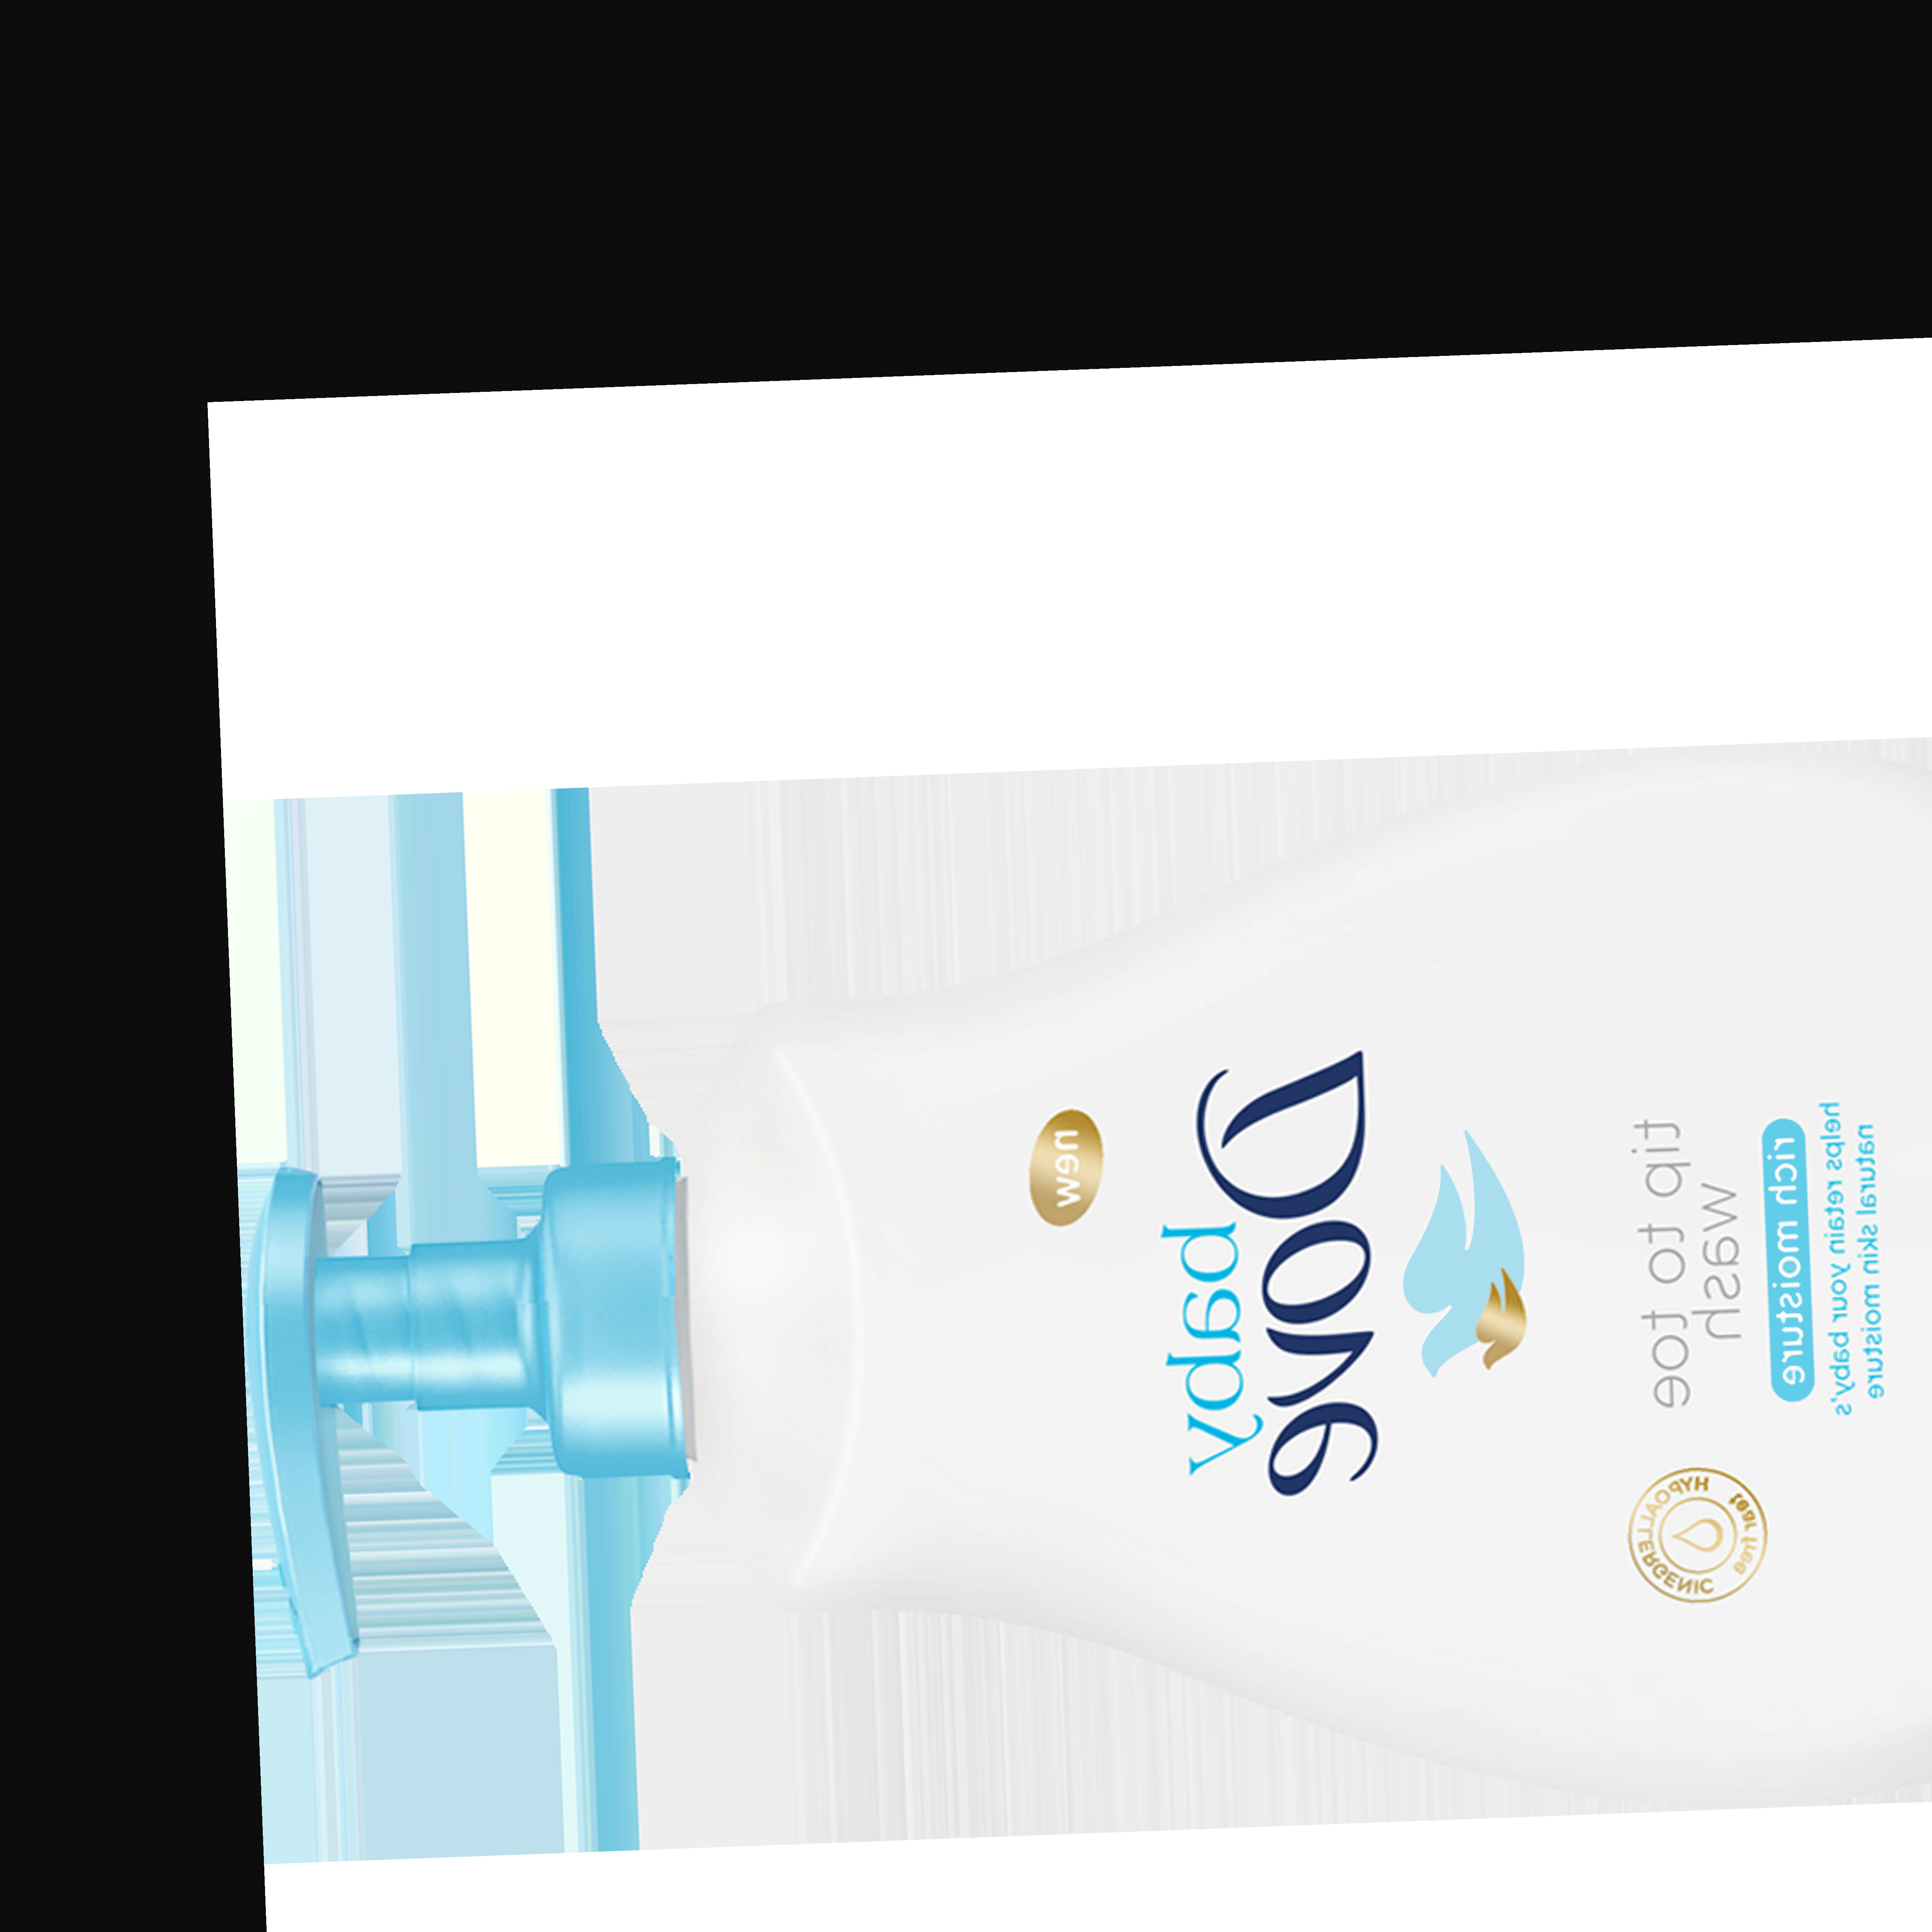 new
baby
Dove
tip to toe
wash
rich moisture
helps retain your baby's
natural skin moisture
HYPOALLERGENIC
tear free